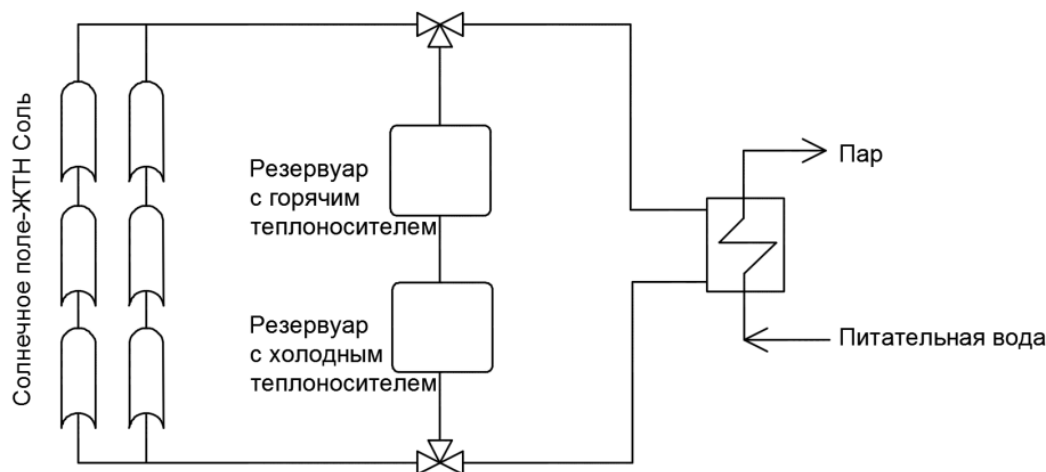 Солнечное поле-ЖТН Соль
Резервуар
с горячим
теплоносителем
Резервуар
с холодным
теплоносителем
Пар
Питательная вода